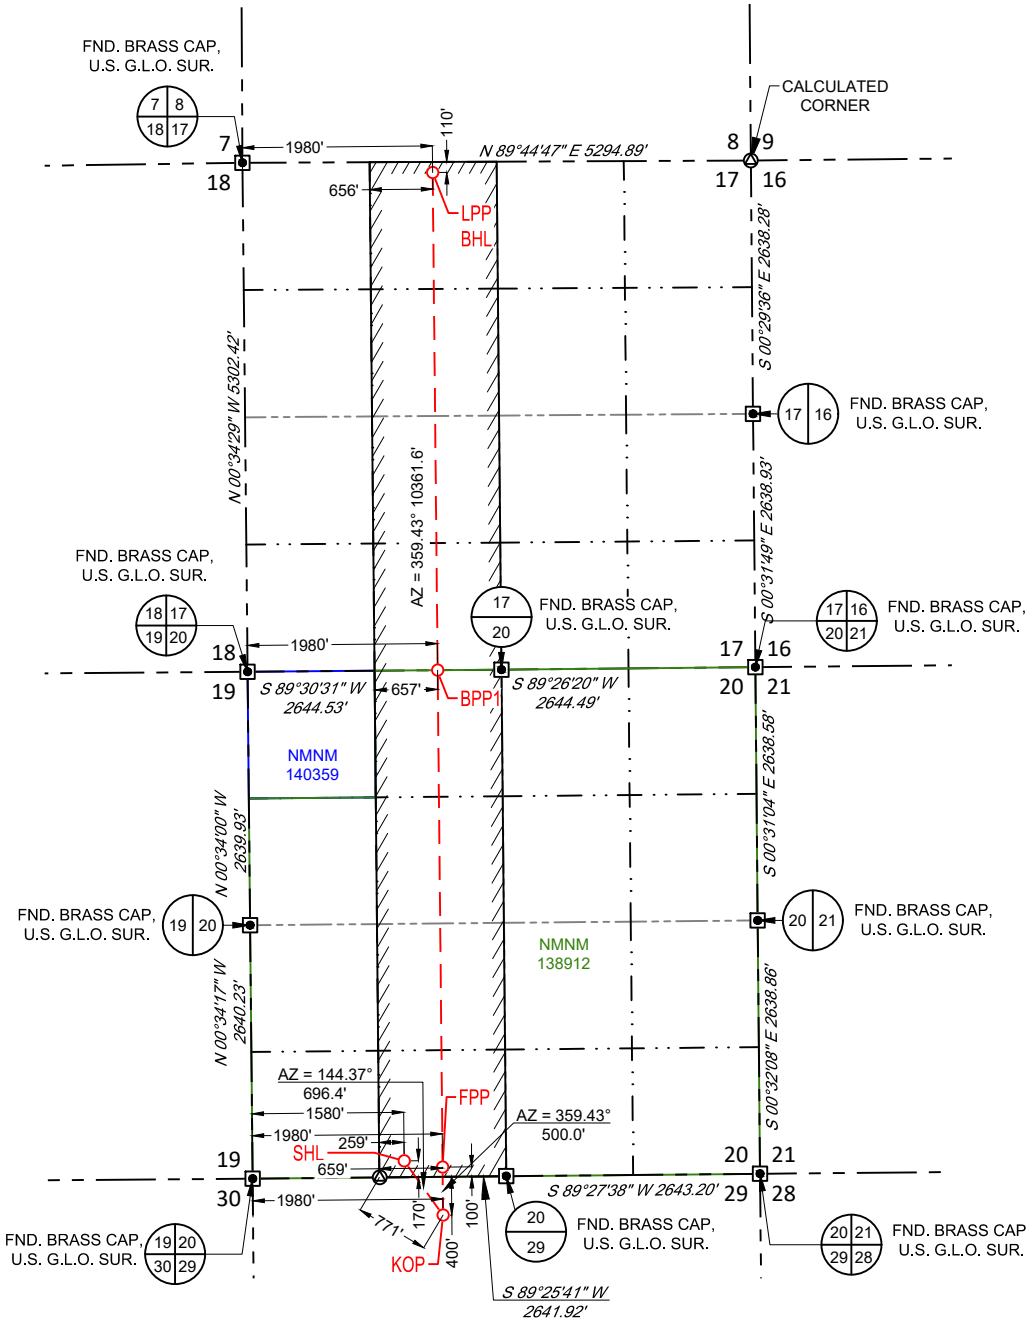 FND. BRASS CAP,
U.S. G.L.O. SUR.
7 8
18 17
7
18
1980'
110'
N 89°44'47" E 5294.89'
CALCULATED
CORNER
8 9
17 16
656'
LPP
BHL
S 00°29'36" E 2638.28'
N 00°34'29" W 5302.42'
17 16
FND. BRASS CAP,
U.S. G.L.O. SUR.
AZ = 359.43° 10361.6'
S 00°31'49" E 2638.93'
FND. BRASS CAP,
U.S. G.L.O. SUR.
18 17
19 20
18
19
1980'
17
20
FND. BRASS CAP,
U.S. G.L.O. SUR.
17 16
20 21
FND. BRASS CAP,
U.S. G.L.O. SUR.
17 16
20 21
S 89°30'31" W
2644.53'
657'
BPP1
S 89°26'20" W
2644.49'
NMNM
140359
S 00°31'04" E 2638.58'
N 00°34'00" W
2639.93'
FND. BRASS CAP,
U.S. G.L.O. SUR.
19 20
20 21
FND. BRASS CAP,
U.S. G.L.O. SUR.
NMNM
138912
N 00°34'17" W
2640.23'
S 00°32'08" E 2638.86'
AZ = 144.37°
696.4'
1580'
1980'
259'
SHL
659'
FPP
AZ = 359.43°
500.0'
19
30
1980'
771'
170'
400'
100'
KOP
20 21
29 28
S 89°27'38" W 2643.20'
20
29
FND. BRASS CAP,
U.S. G.L.O. SUR.
FND. BRASS CAP,
U.S. G.L.O. SUR.
19 20
30 29
20 21
29 28
FND. BRASS CAP
U.S. G.L.O. SUR.
S 89°25'41" W
2641.92'